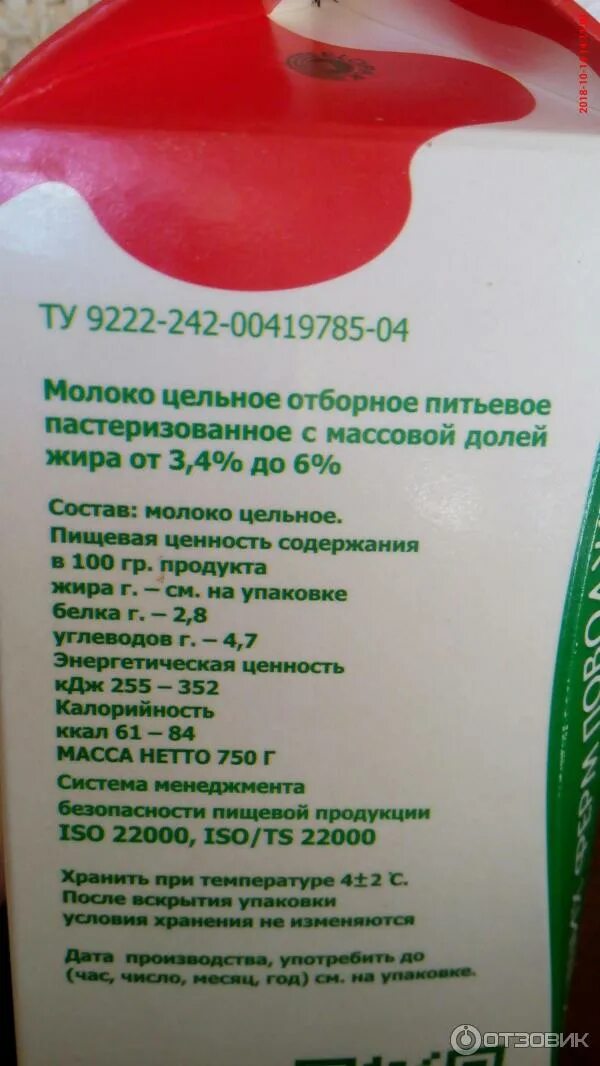 ТУ 9222-242-00419785-04
Молоко цельное отборное питьевое
пастеризованное с массовой долей
жира от 3,4% до 6%
Состав: молоко цельное.
Пищевая ценность содержания
в 100 гр. продукта
жира г. – см. на упаковке
белка г. – 2,8
углеводов г. – 4,7
Энергетическая ценность
кДж 255 – 352
Калорийность
ккал 61 – 84
МАССА НЕТТО 750 Г
Система менеджмента
безопасности пищевой продукции
ISO 22000, ISO/TS 22000
Хранить при температуре 4±2 °С.
После вскрытия упаковки
условия хранения не изменяются
Дата производства, употребить до
(час, число, месяц, год) см. на упаковке.
ФЕРМ
ОТЗОВИК